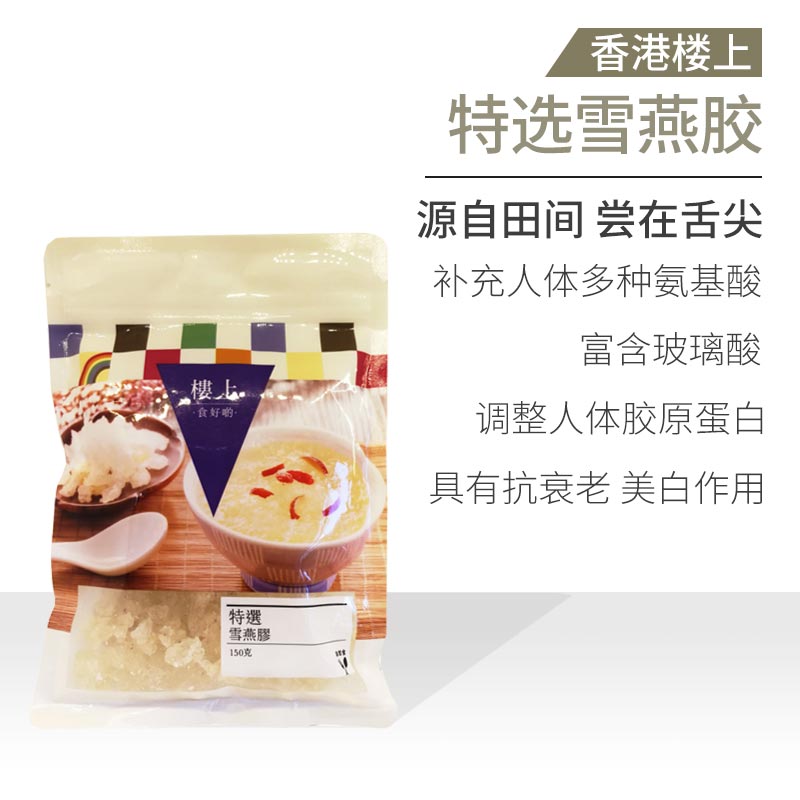 香港楼上
特选雪燕胶
源自田间 尝在舌尖
补充人体多种氨基酸
富含玻璃酸
调整人体胶原蛋白
具有抗衰老 美白作用
樓上
·食好啲·
特選
雪燕膠
150克